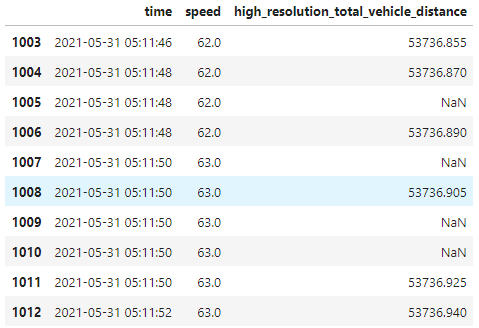 time speed high_resolution_total_vehicle_distance
1003 2021-05-31 05:11:46 62.0 53736.855
1004 2021-05-31 05:11:48 62.0 53736.870
1005 2021-05-31 05:11:48 62.0 NaN
1006 2021-05-31 05:11:48 62.0 53736.890
1007 2021-05-31 05:11:50 63.0 NaN
1008 2021-05-31 05:11:50 63.0 53736.905
1009 2021-05-31 05:11:50 63.0 NaN
1010 2021-05-31 05:11:50 63.0 NaN
1011 2021-05-31 05:11:50 63.0 53736.925
1012 2021-05-31 05:11:52 63.0 53736.940